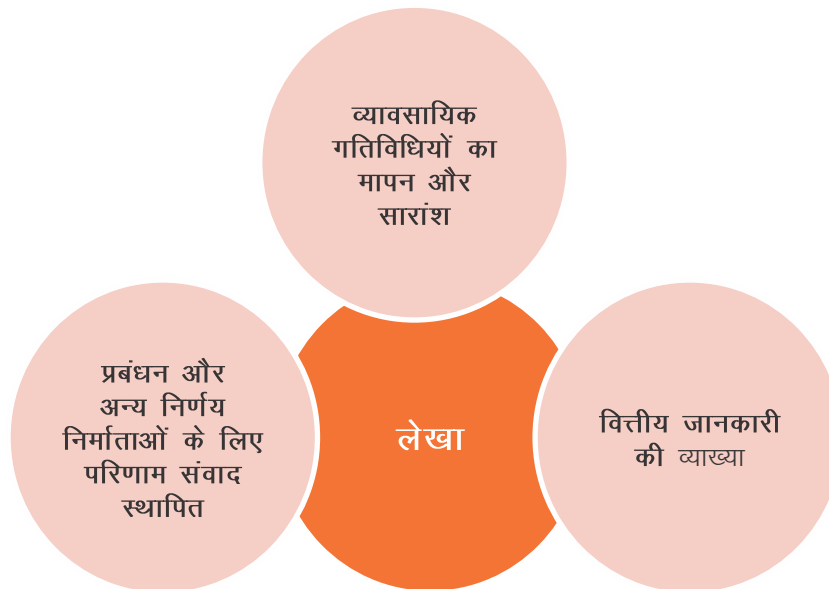 व्यावसायिक
गतिविधियों का
मापन और
सारांश
प्रबंधन और
अन्य निर्णय
निर्माताओं के लिए
परिणाम संवाद
स्थापित
लेखा
वित्तीय जानकारी
की व्याख्या